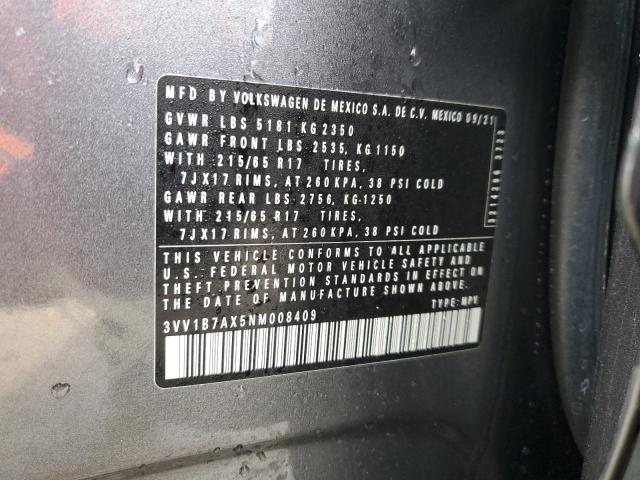 MFD BY VOLKSWAGEN DE MEXICO S.A. DE C.V. MEXICO 09/21
GVWR LBS 5181 KG 2350
GAWR FRONT LBS 2535, KG 1150
WITH 215/65 R17 TIRES,
7JX17 RIMS, AT 260 KPA, 38 PSI COLD
GAWR REAR LBS 2756, KG 1250
WITH 215/65 R17 TIRES,
7JX17 RIMS, AT 260 KPA, 38 PSI COLD
THIS VEHICLE CONFORMS TO ALL APPLICABLE
U.S. FEDERAL MOTOR VEHICLE SAFETY AND
THEFT PREVENTION STANDARDS IN EFFECT ON
THE DATE OF MANUFACTURE SHOWN ABOVE.
3VV1B7AX5NM008409
TYPE: MPV